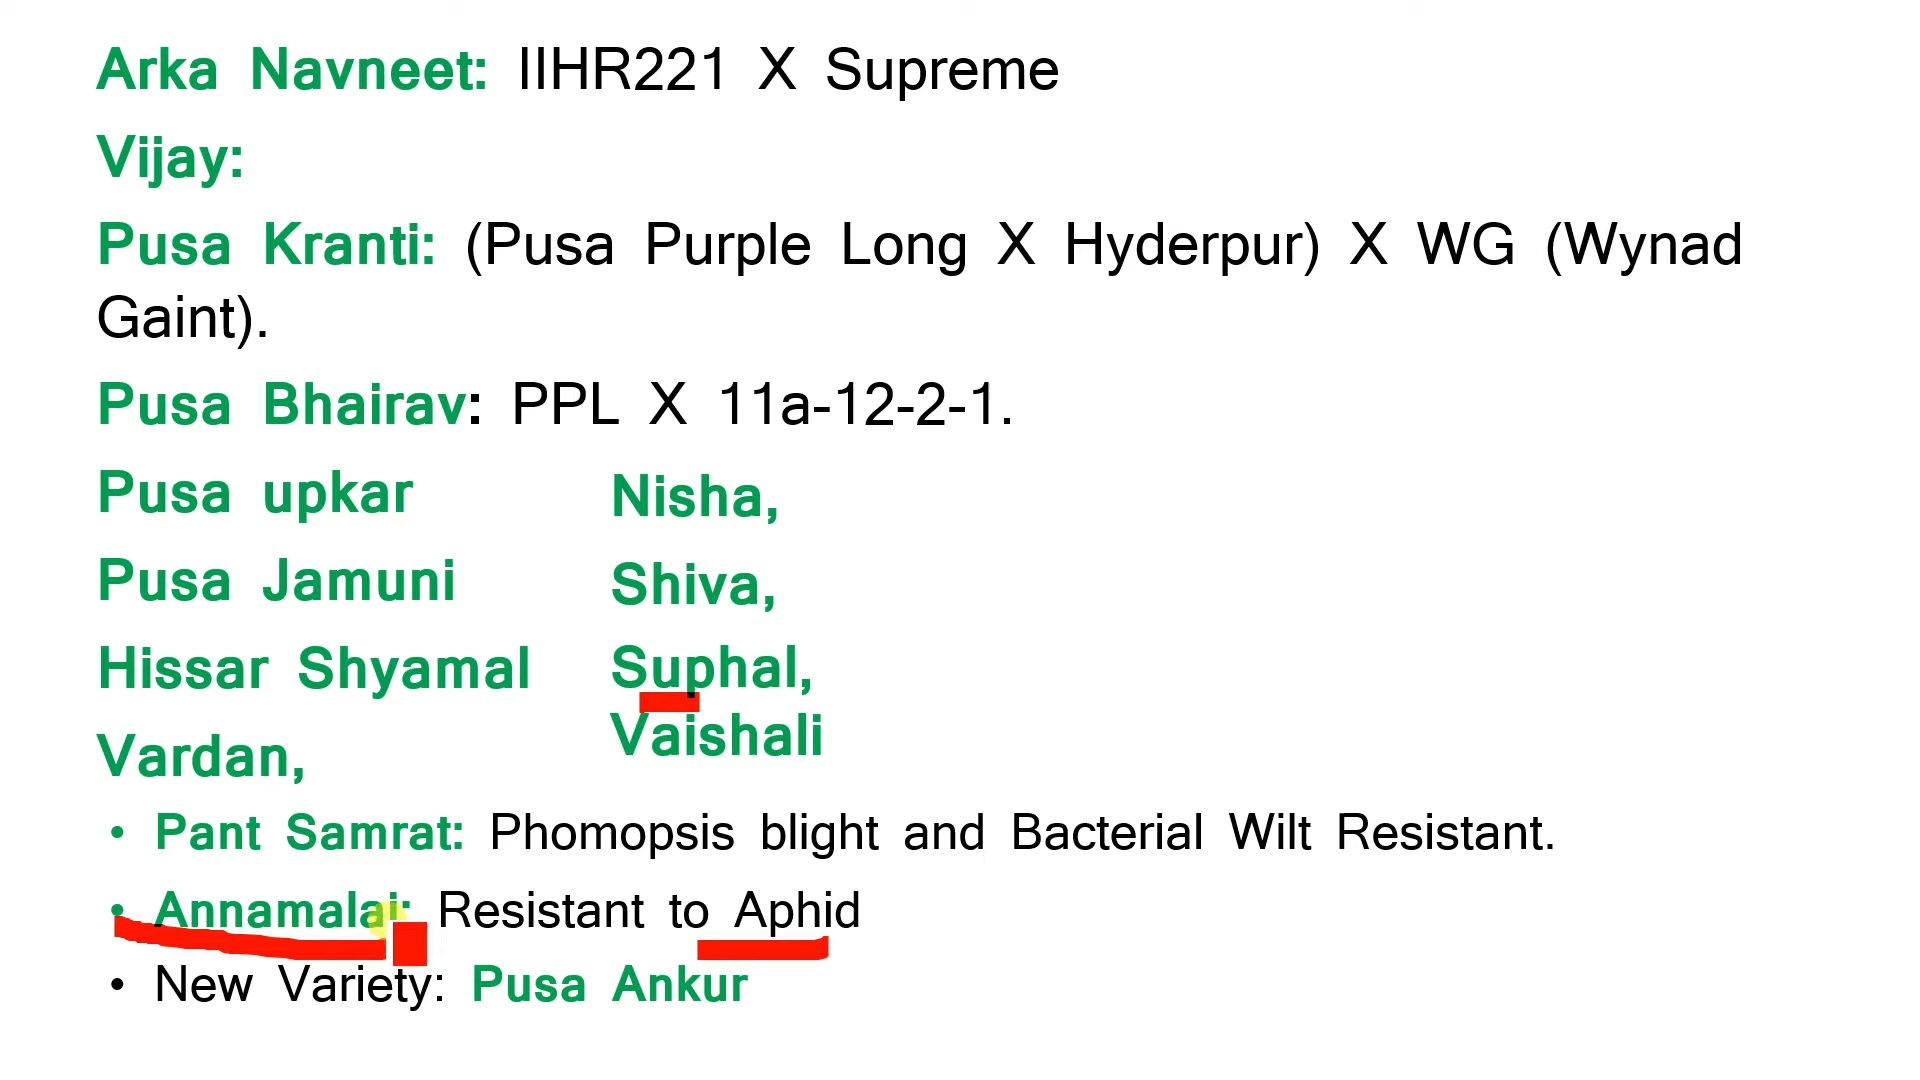 Arka Navneet: IIHR221 X Supreme
Vijay:
Pusa Kranti: (Pusa Purple Long X Hyderpur) X WG (Wynad
Gaint).
Pusa Bhairav: PPL X 11a-12-2-1.
Pusa upkar
Pusa Jamuni
Hissar Shyamal
Vardan,
Nisha,
Shiva,
Suphal,
Vaishali
• Pant Samrat: Phomopsis blight and Bacterial Wilt Resistant.
• Annamalai: Resistant to Aphid
• New Variety: Pusa Ankur